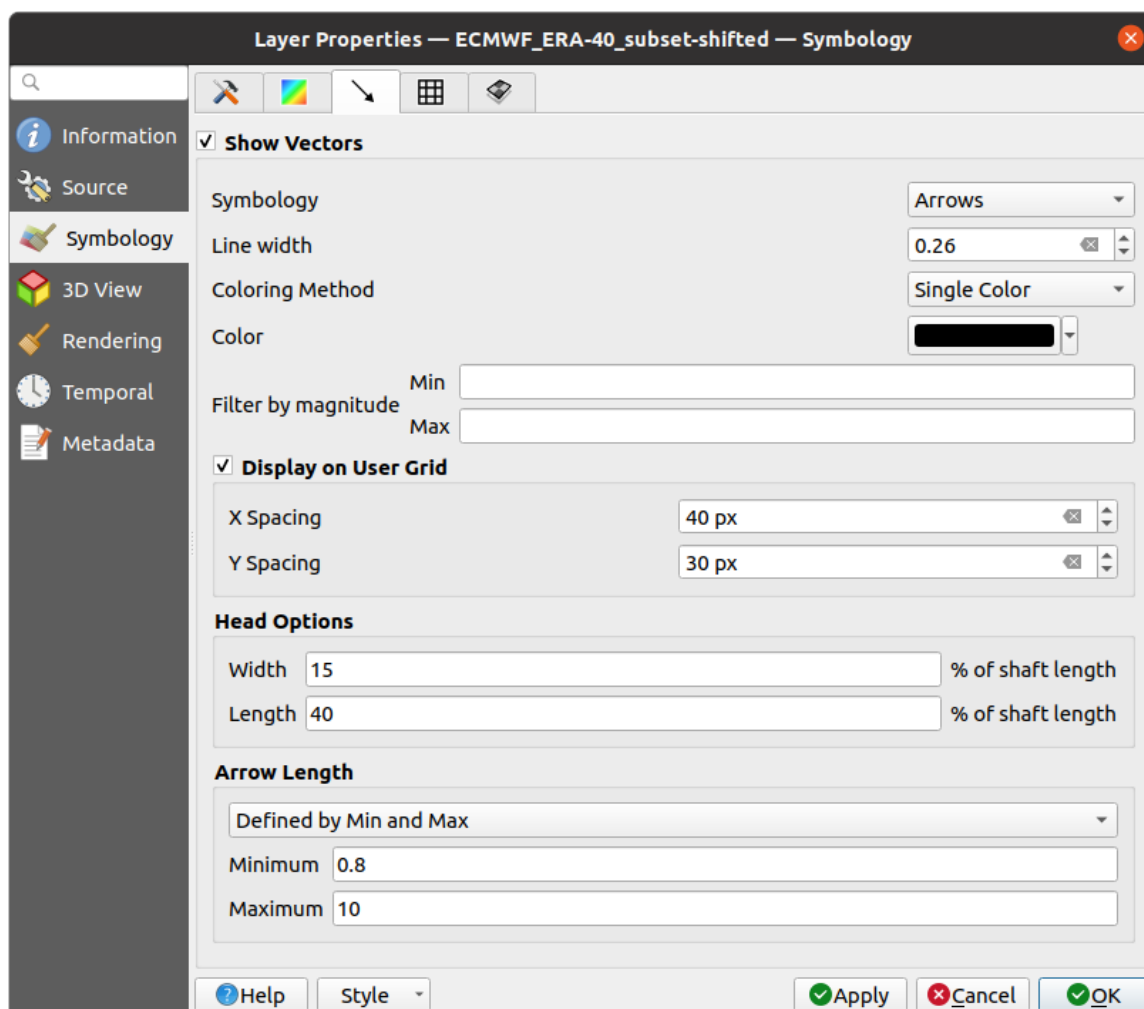 Layer Properties — ECMWF_ERA-40_subset-shifted — Symbology
Information
Source
Symbology
3D View
Rendering
Temporal
Metadata
Show Vectors
Symbology Arrows
Line width 0.26
Coloring Method Single Color
Color
Filter by magnitude
Min
Max
Display on User Grid
X Spacing 40 px
Y Spacing 30 px
Head Options
Width 15 % of shaft length
Length 40 % of shaft length
Arrow Length
Defined by Min and Max
Minimum 0.8
Maximum 10
Help Style Apply Cancel OK